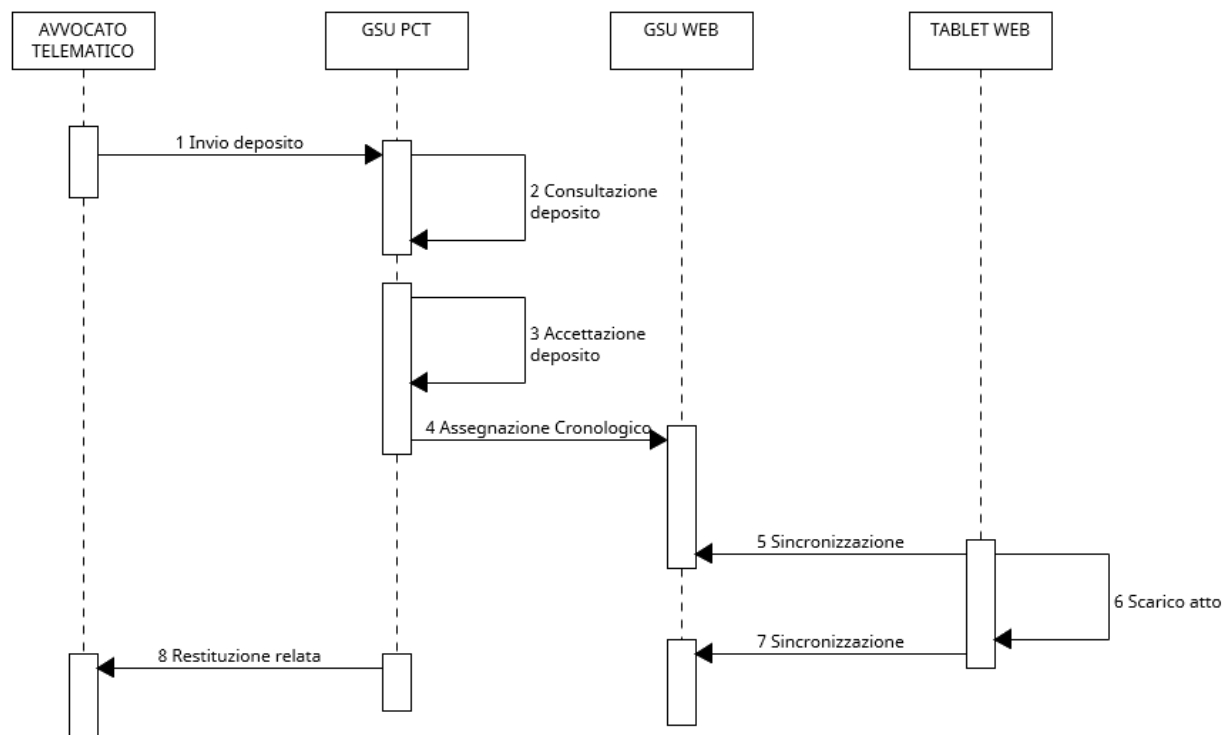 AVVOCATO
TELEMATICO
GSU PCT
GSU WEB
TABLET WEB
1 Invio deposito
2 Consultazione
deposito
3 Accettazione
deposito
4 Assegnazione Cronologico
5 Sincronizzazione
6 Scarico atto
7 Sincronizzazione
8 Restituzione relata